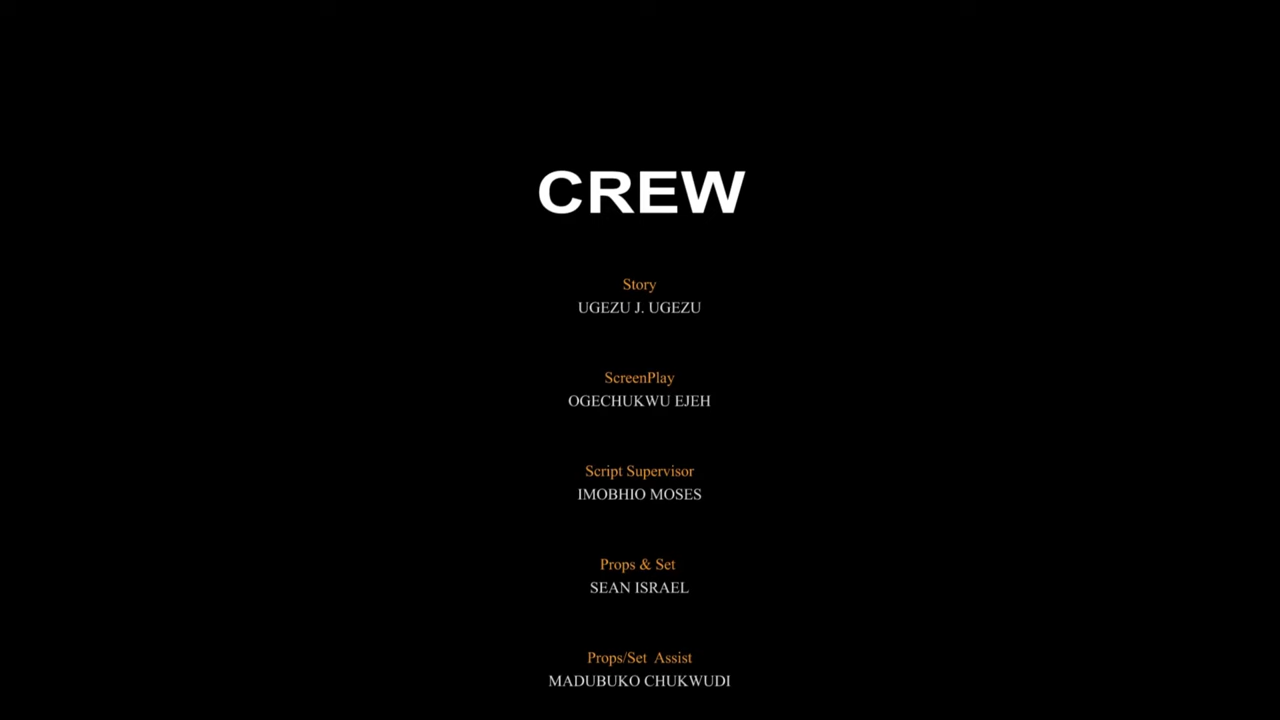 CREW
Story
UGEZU J. UGEZU
ScreenPlay
OGECHUKWU EJEH
Script Supervisor
IMOBHIO MOSES
Props & Set
SEAN ISRAEL
Props/Set  Assist
MADUBUKO CHUKWUDI